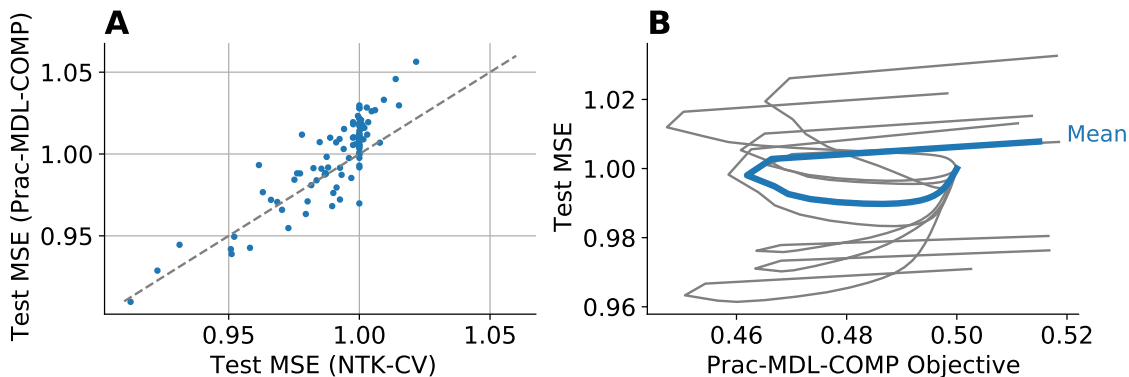 A
Test MSE (Prac-MDL-COMP)
1.05
1.00
0.95
0.95
1.00
1.05
Test MSE (NTK-CV)
B
Test MSE
1.02
1.00
0.98
0.96
Mean
0.46
0.48
0.50
0.52
Prac-MDL-COMP Objective